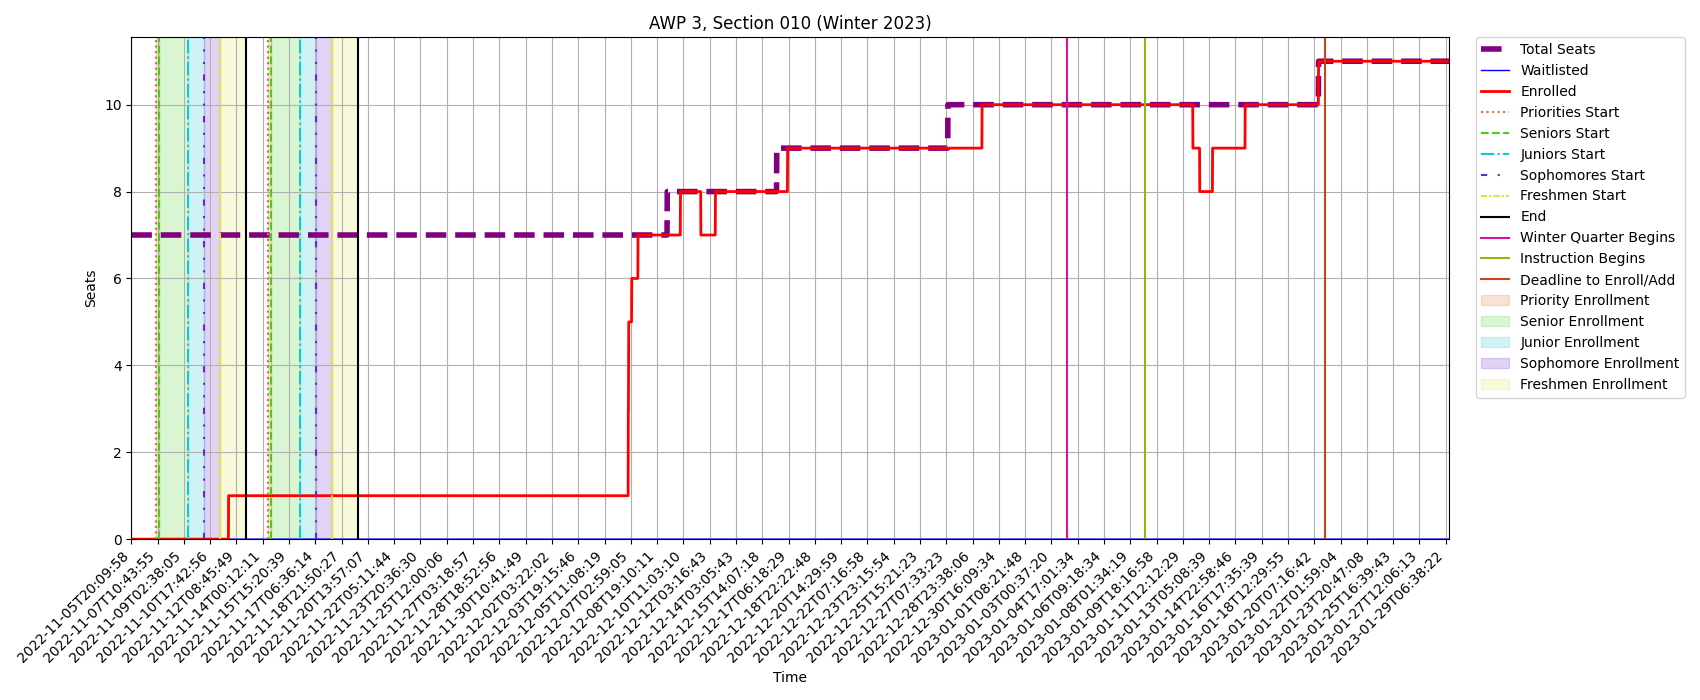 AWP 3, Section 010 (Winter 2023)
Seats
10
8
6
4
2
0
2022-11-05T20:09:58
2022-11-07T10:43:55
2022-11-09T02:38:05
2022-11-10T17:42:56
2022-11-12T08:45:49
2022-11-14T00:12:11
2022-11-15T15:20:39
2022-11-17T06:36:14
2022-11-18T21:50:27
2022-11-20T13:57:07
2022-11-22T05:11:44
2022-11-23T20:36:30
2022-11-25T12:00:06
2022-11-27T03:18:57
2022-11-28T18:52:56
2022-11-30T10:41:49
2022-12-02T03:22:02
2022-12-03T19:15:46
2022-12-05T11:08:19
2022-12-07T02:59:05
2022-12-08T19:10:11
2022-12-10T11:03:10
2022-12-12T03:16:43
2022-12-14T03:05:43
2022-12-15T14:07:18
2022-12-17T06:18:29
2022-12-18T22:22:48
2022-12-20T14:29:59
2022-12-22T07:16:58
2022-12-23T23:15:54
2022-12-25T15:21:23
2022-12-27T07:33:23
2022-12-28T23:38:06
2022-12-30T16:09:34
2023-01-01T08:21:48
2023-01-03T00:37:20
2023-01-04T17:01:34
2023-01-06T09:18:34
2023-01-08T01:34:19
2023-01-09T18:16:58
2023-01-11T12:12:29
2023-01-13T05:08:39
2023-01-14T22:58:46
2023-01-16T17:35:39
2023-01-18T12:29:55
2023-01-20T07:16:42
2023-01-22T01:59:04
2023-01-23T20:47:08
2023-01-25T16:39:43
2023-01-27T12:06:13
2023-01-29T06:38:22
Time
Total Seats
Waitlisted
Enrolled
Priorities Start
Seniors Start
Juniors Start
Sophomores Start
Freshmen Start
End
Winter Quarter Begins
Instruction Begins
Deadline to Enroll/Add
Priority Enrollment
Senior Enrollment
Junior Enrollment
Sophomore Enrollment
Freshmen Enrollment